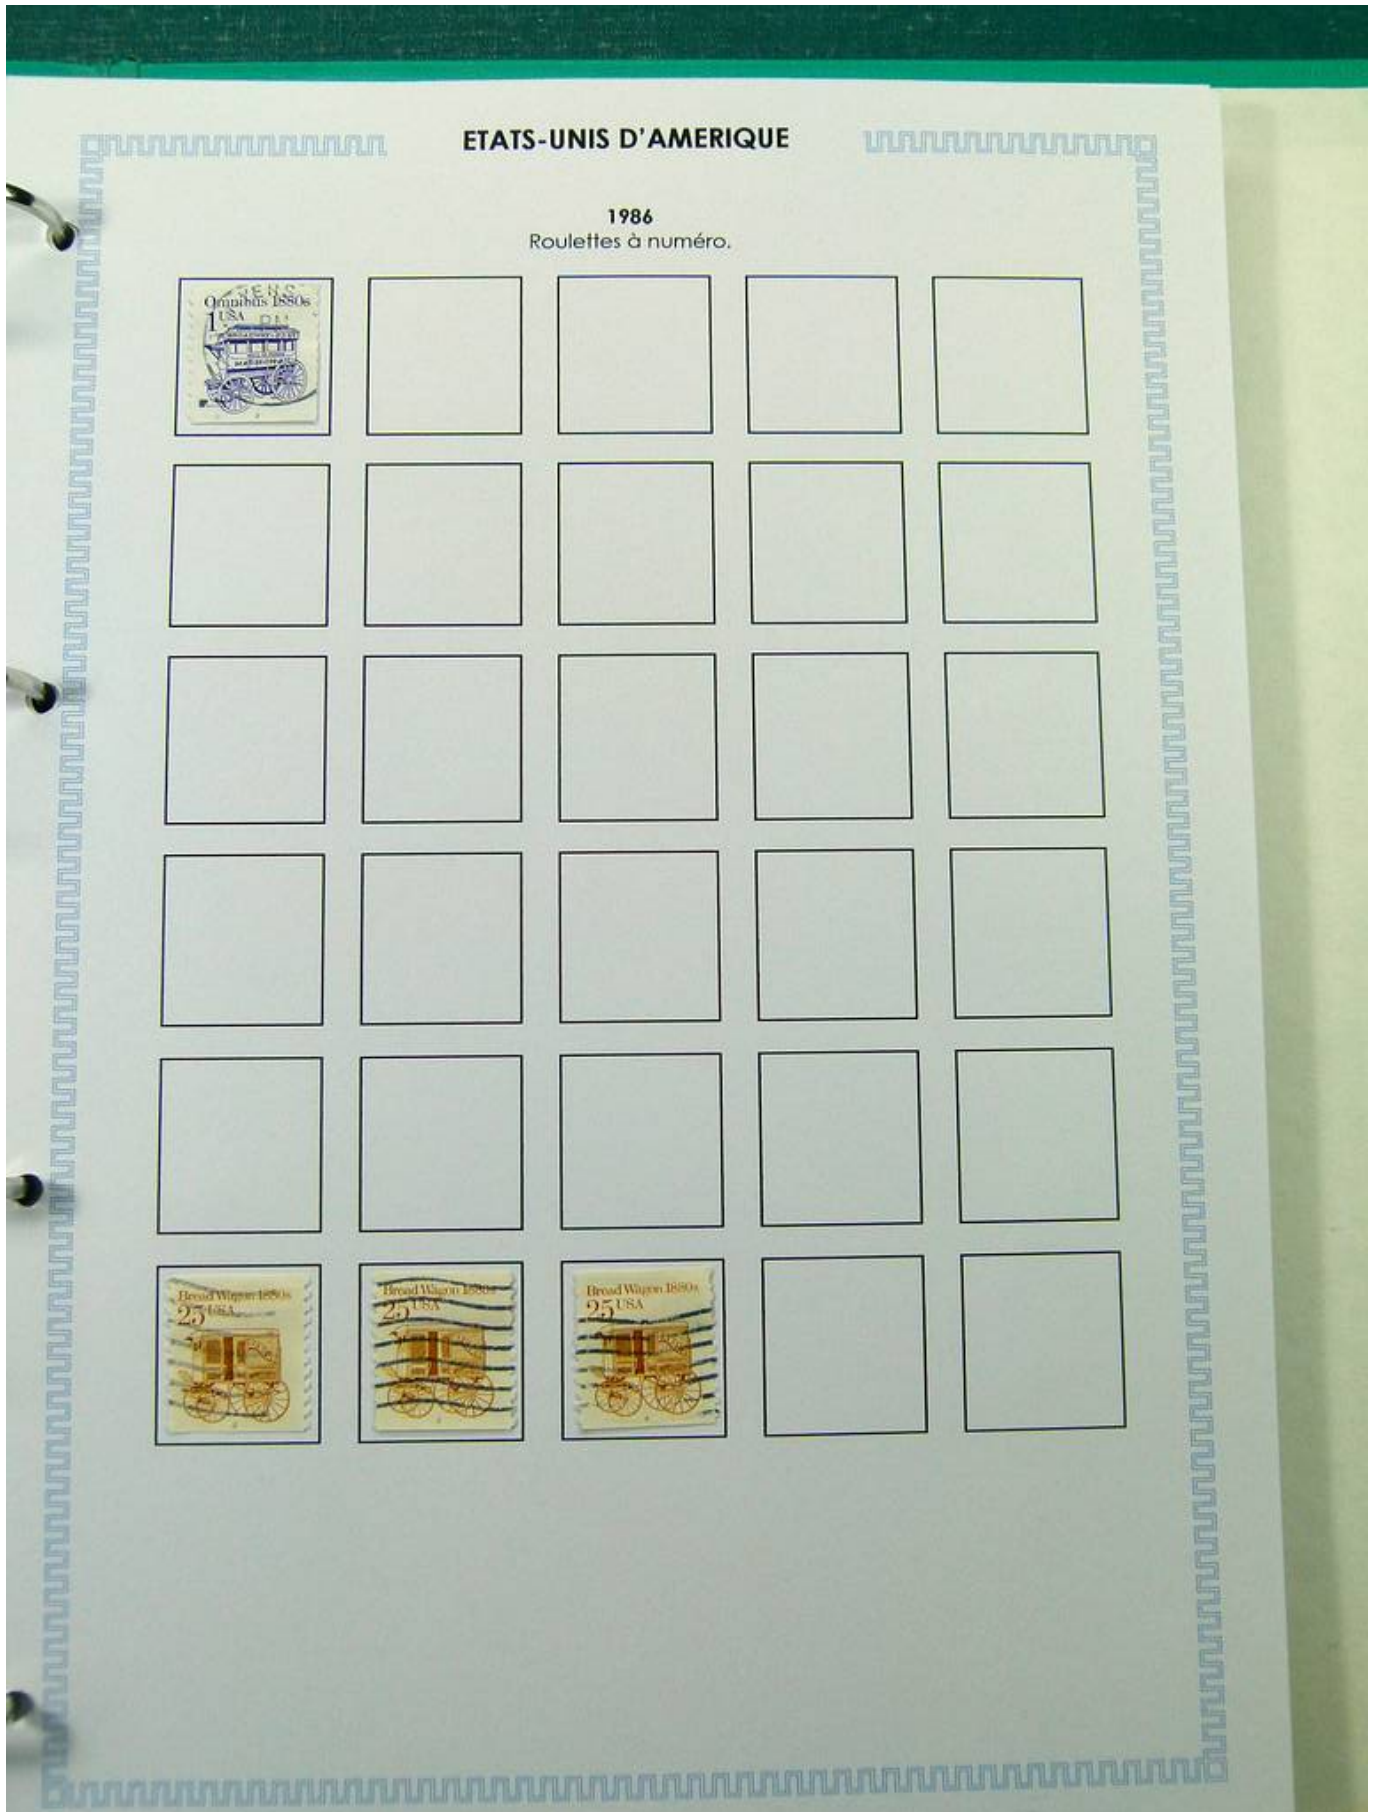 ETATS-UNIS D'AMERIQUE
1986
Roulettes à numéro.
Omnibus 1880s
1 USA
Bread Wagon 1880s
25 USA
Bread Wagon 1880s
25 USA
Bread Wagon 1880s
25 USA